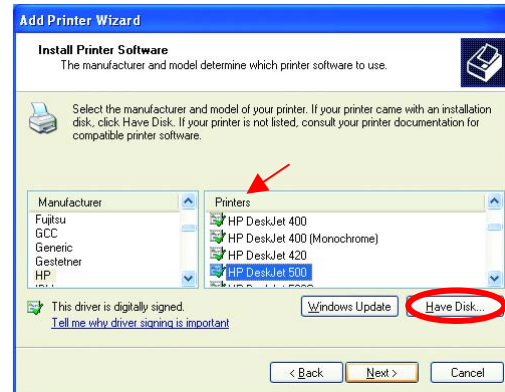 Add Printer Wizard
Install Printer Software
The manufacturer and model determine which printer software to use.
Select the manufacturer and model of your printer. If your printer came with an installation
disk, click Have Disk. If your printer is not listed, consult your printer documentation for
compatible printer software.
Manufacturer
Fujitsu
GCC
Generic
Gestetner
HP
Printers
HP DeskJet 400
HP DeskJet 400 (Monochrome)
HP DeskJet 420
HP DeskJet 500
This driver is digitally signed.
Tell me why driver signing is important
Windows Update
Have Disk...
< Back
Next >
Cancel